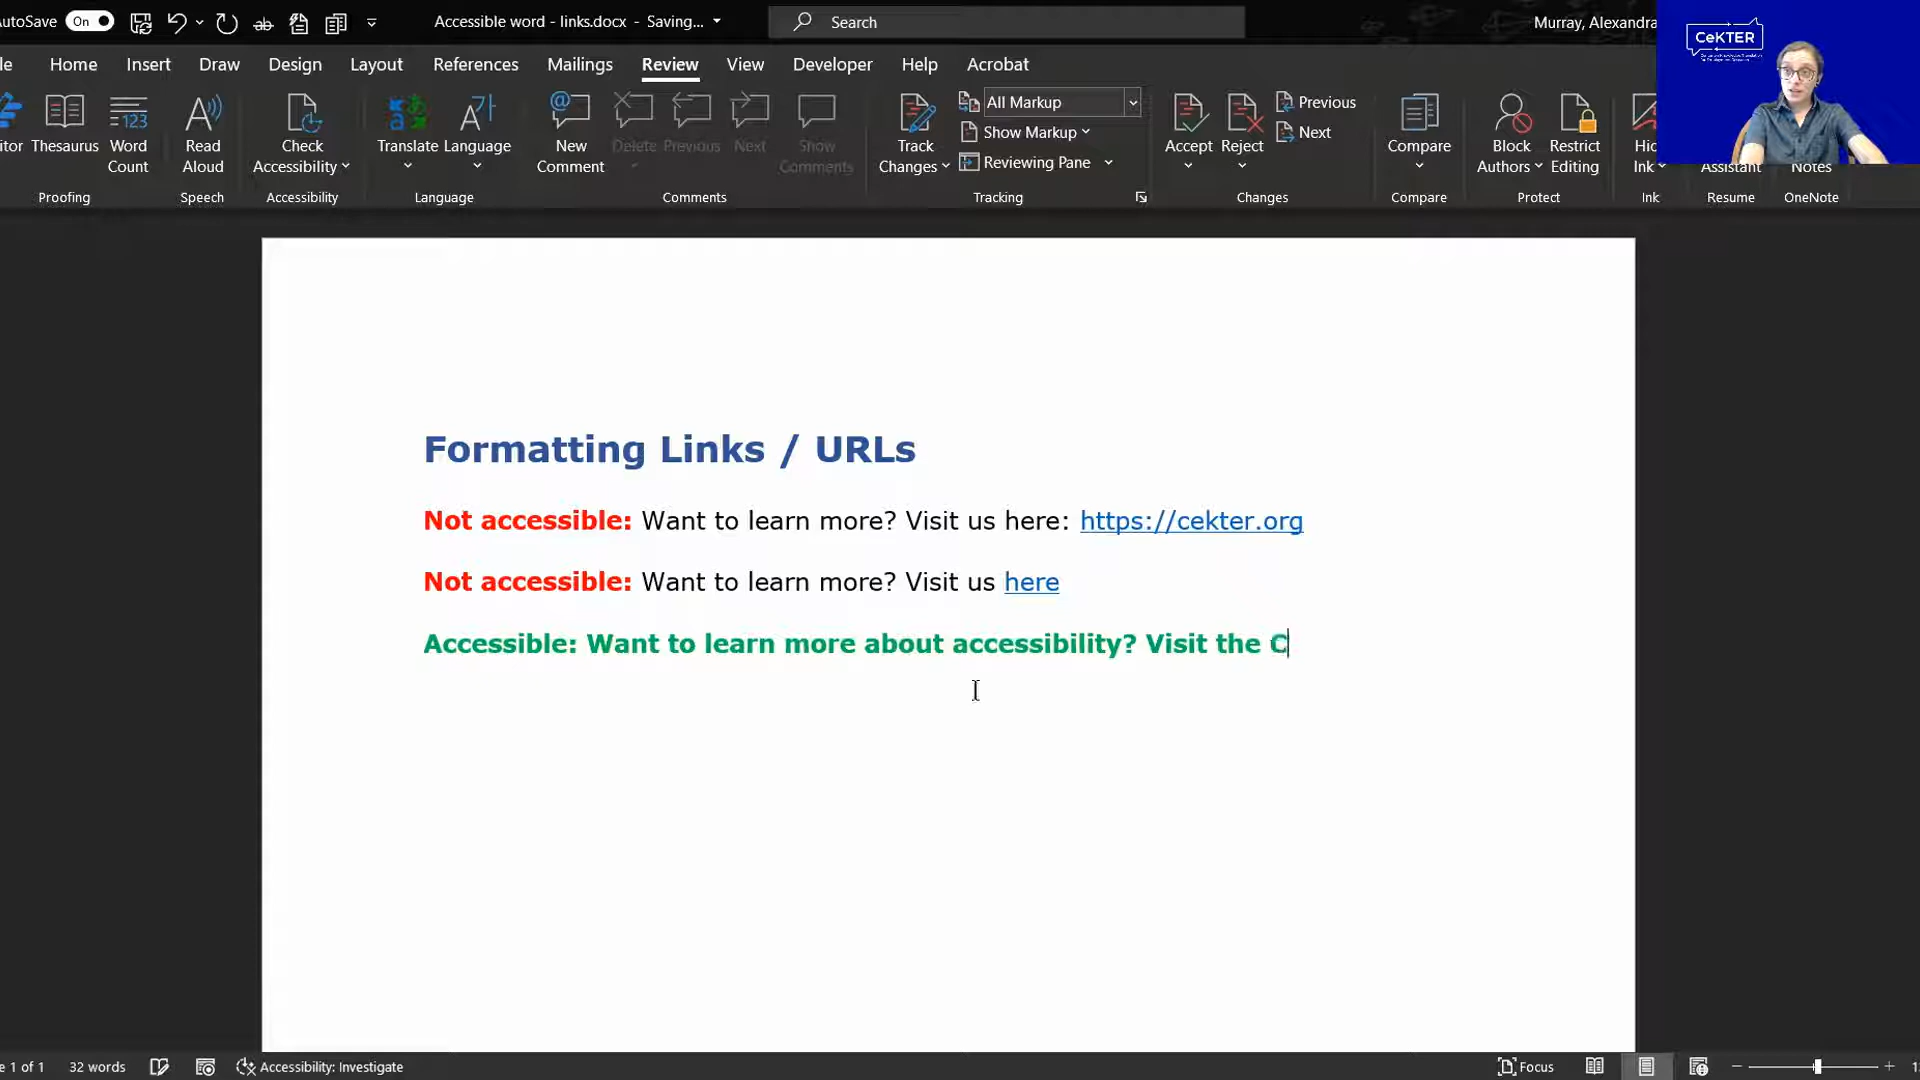 AutoSave On Accessible word - links.docx - Saving... Search Murray, Alexandra
CeKTER
Home Insert Draw Design Layout References Mailings Review View Developer Help Acrobat
Thesaurus Word Count Read Aloud Check Accessibility Translate Language New Comment Delete Previous Next Show Comments Track Changes All Markup Show Markup Reviewing Pane Accept Reject Previous Next Compare Block Authors Restrict Editing Ink Assistant Notes
Proofing Speech Accessibility Language Comments Tracking Changes Compare Protect Ink Resume OneNote
Formatting Links / URLs
Not accessible: Want to learn more? Visit us here: https://cekter.org
Not accessible: Want to learn more? Visit us here
Accessible: Want to learn more about accessibility? Visit the C
1 of 1 32 words Accessibility: Investigate Focus